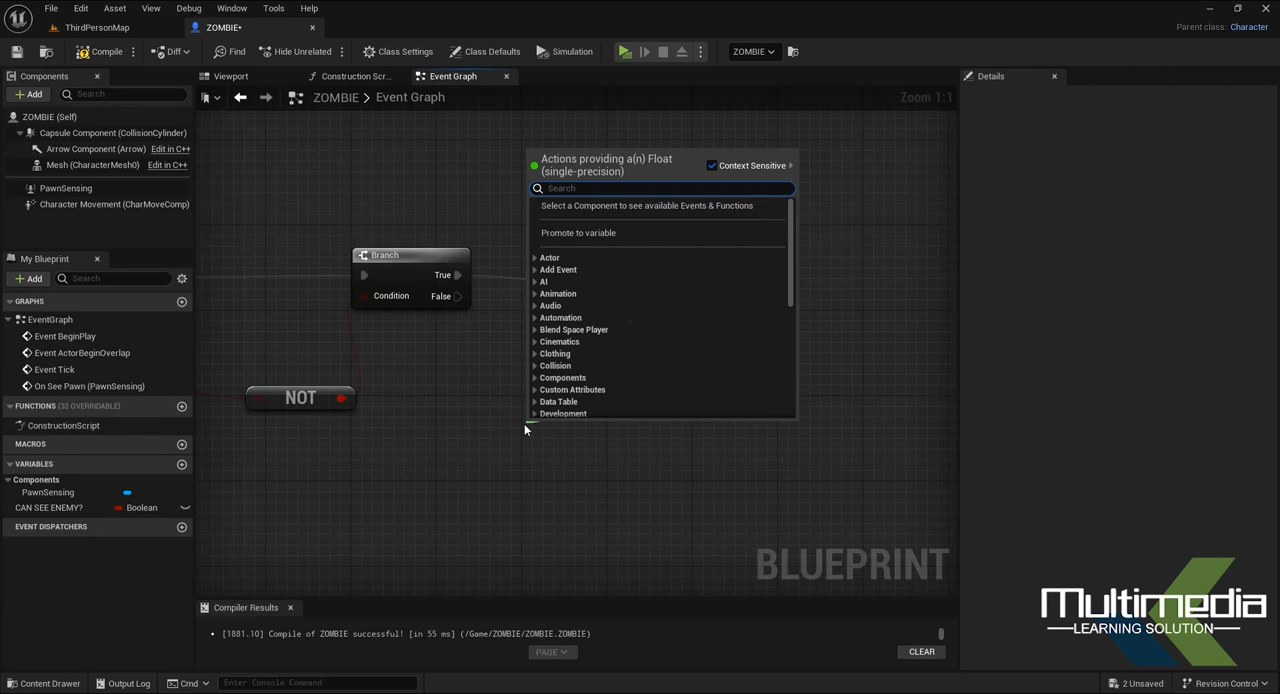 File Edit Asset View Debug Window Tools Help
ThirdPersonMap
ZOMBIE*
Parent class: Character
Compile
Diff
Find
Hide Unrelated
Class Settings
Class Defaults
Simulation
ZOMBIE
Components
Viewport
Construction Scr...
Event Graph
Details
Add
Search
ZOMBIE > Event Graph
Zoom 1:1
ZOMBIE (Self)
Capsule Component (CollisionCylinder)
Arrow Component (Arrow) Edit in C++
Mesh (CharacterMesh0) Edit in C++
PawnSensing
Character Movement (CharMoveComp)
My Blueprint
Add
Search
GRAPHS
EventGraph
Event BeginPlay
Event ActorBeginOverlap
Event Tick
On See Pawn (PawnSensing)
FUNCTIONS (32 OVERRIDABLE)
ConstructionScript
MACROS
VARIABLES
Components
PawnSensing
CAN SEE ENEMY? Boolean
EVENT DISPATCHERS
Branch
True
Condition False
NOT
Actions providing a(n) Float
(single-precision)
Context Sensitive
Search
Select a Component to see available Events & Functions
Promote to variable
Actor
Add Event
AI
Animation
Audio
Automation
Blend Space Player
Cinematics
Clothing
Collision
Components
Custom Attributes
Data Table
Development
BLUEPRINT
Compiler Results
[1881.10] Compile of ZOMBIE successful! [in 55 ms] (/Game/ZOMBIE/ZOMBIE.ZOMBIE)
PAGE
CLEAR
Multimedia
LEARNING SOLUTION
Content Drawer
Output Log
Cmd
Enter Console Command
2 Unsaved
Revision Control